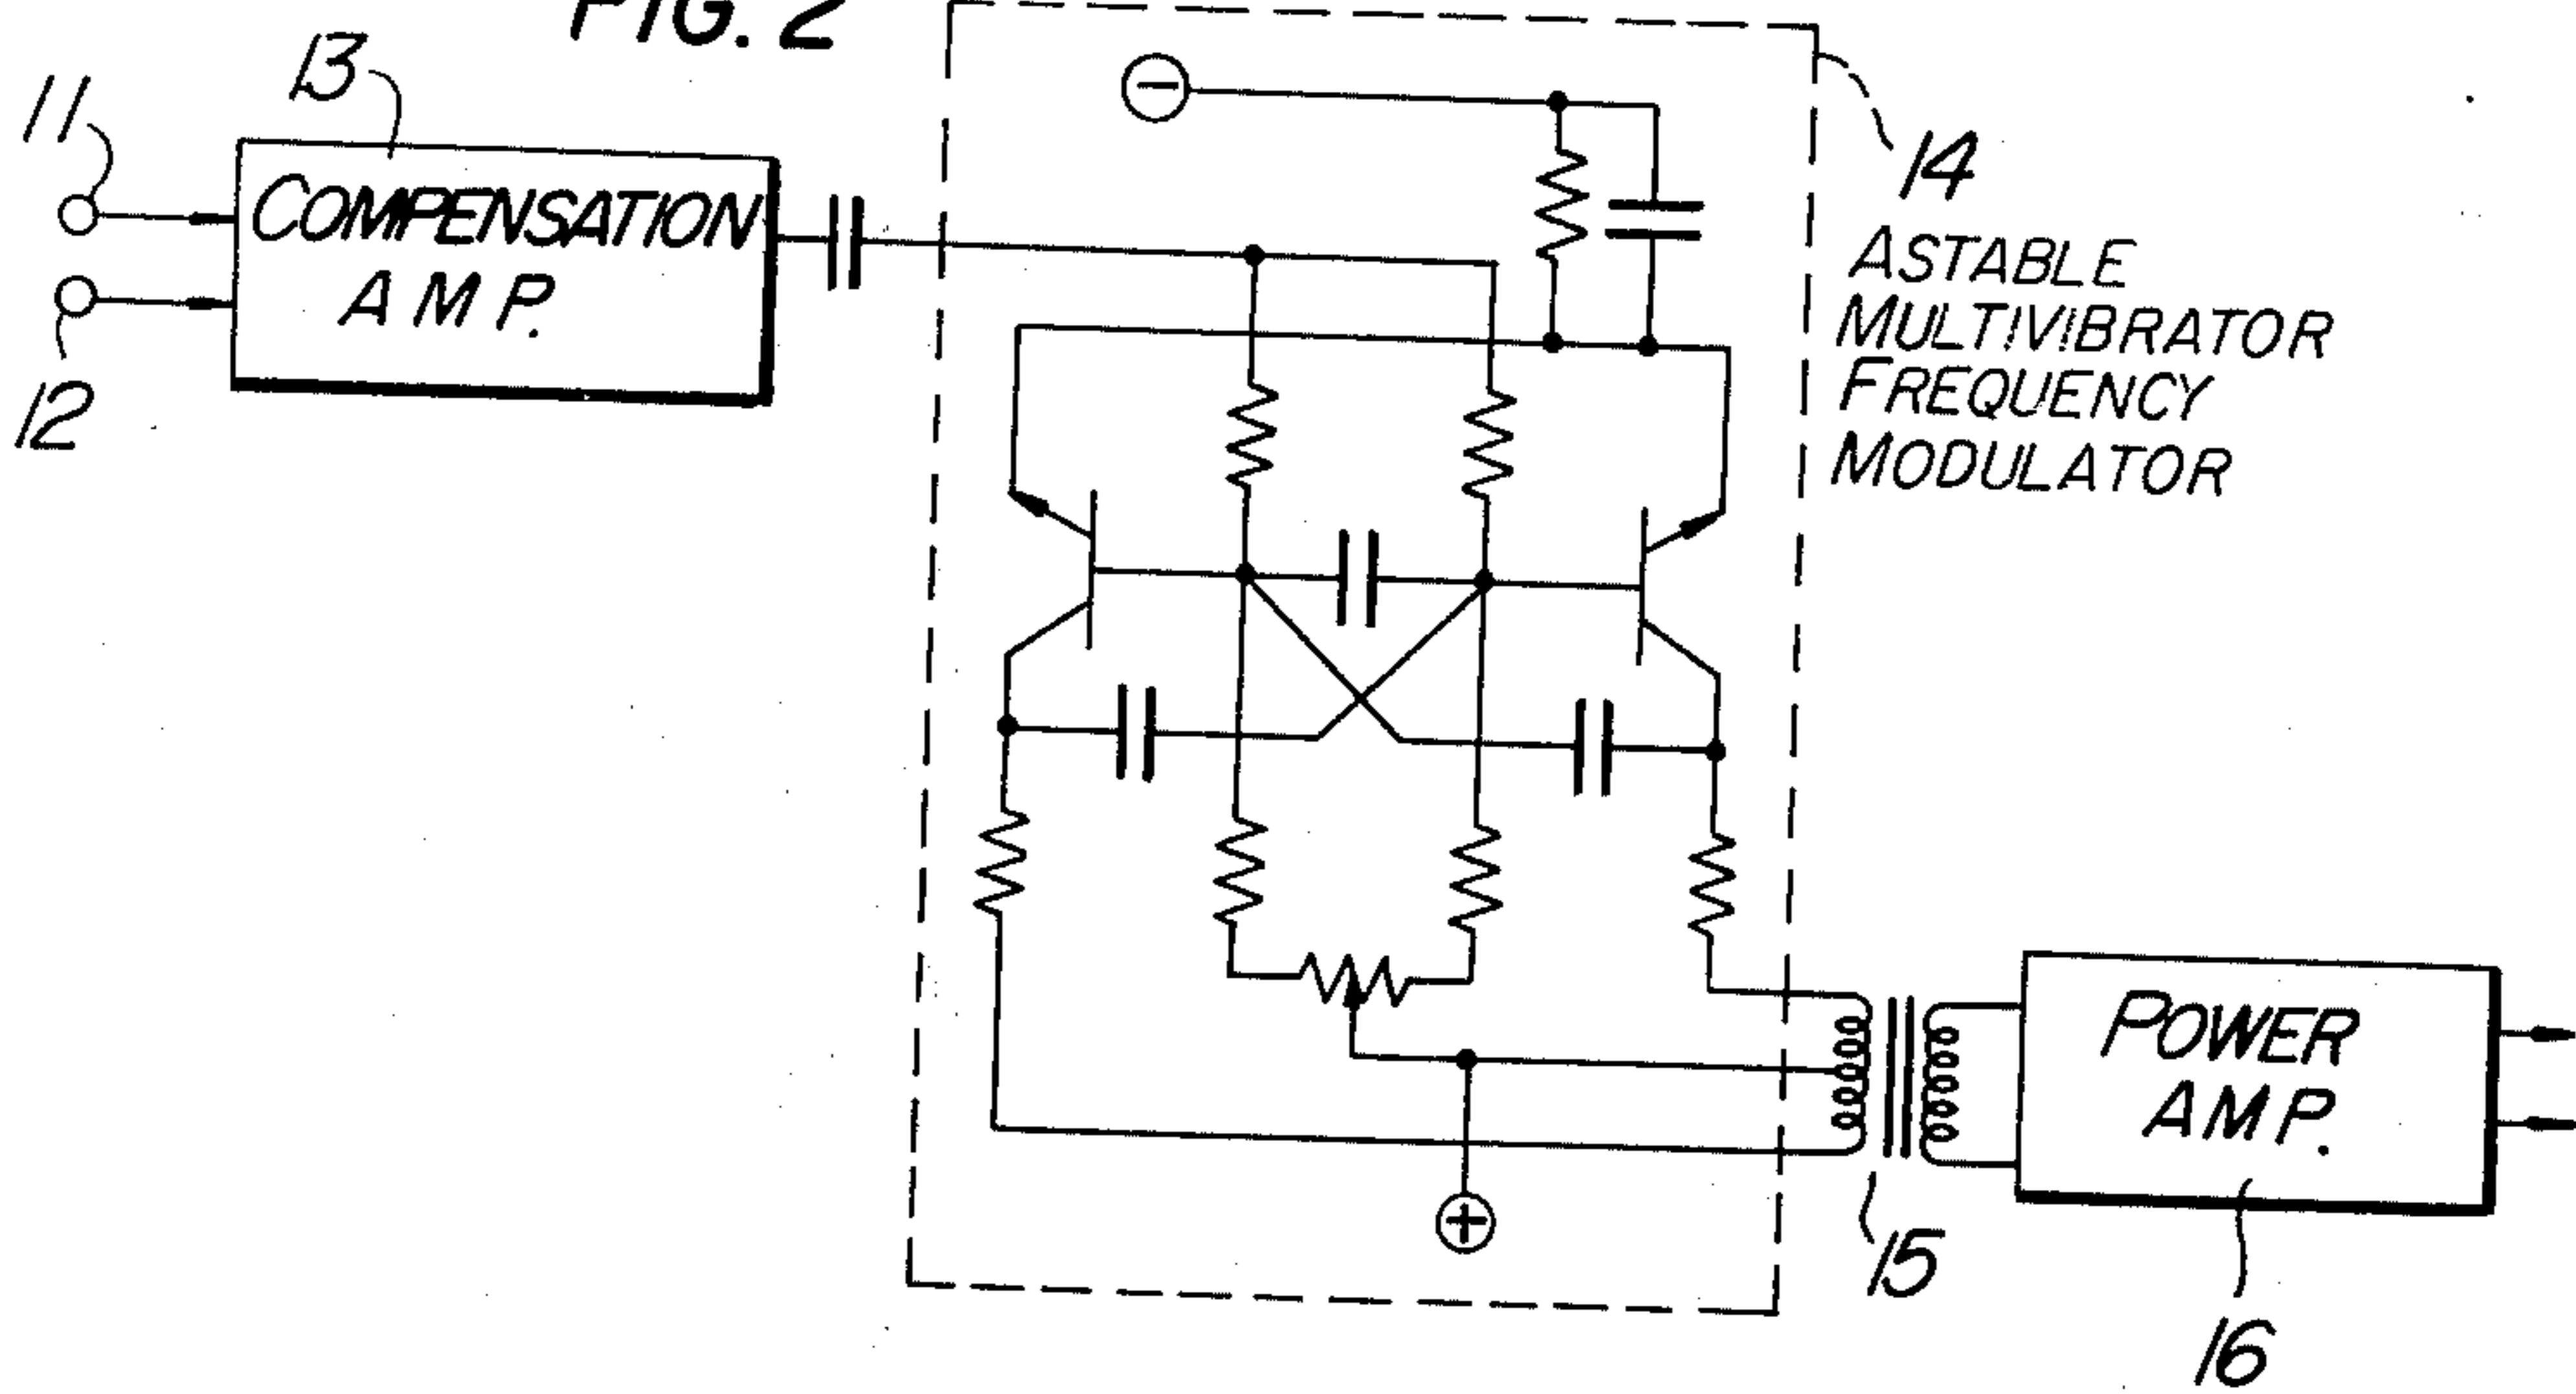 FIG. 2
11
13
12
COMPENSATION
AMP.
−
14
ASTABLE
MULTIVIBRATOR
FREQUENCY
MODULATOR
+
15
POWER
AMP.
16